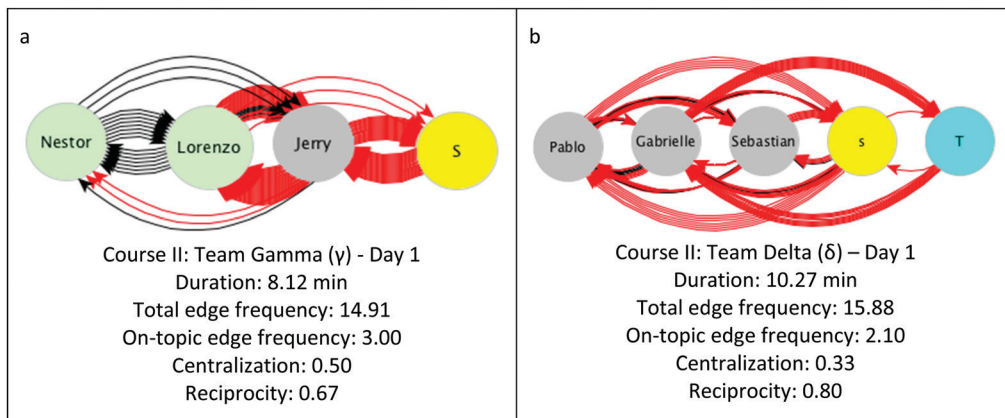 a
Nestor
Lorenzo
Jerry
S
Course II: Team Gamma (γ) - Day 1
Duration: 8.12 min
Total edge frequency: 14.91
On-topic edge frequency: 3.00
Centralization: 0.50
Reciprocity: 0.67
b
Pablo
Gabrielle
Sebastian
s
T
Course II: Team Delta (δ) – Day 1
Duration: 10.27 min
Total edge frequency: 15.88
On-topic edge frequency: 2.10
Centralization: 0.33
Reciprocity: 0.80